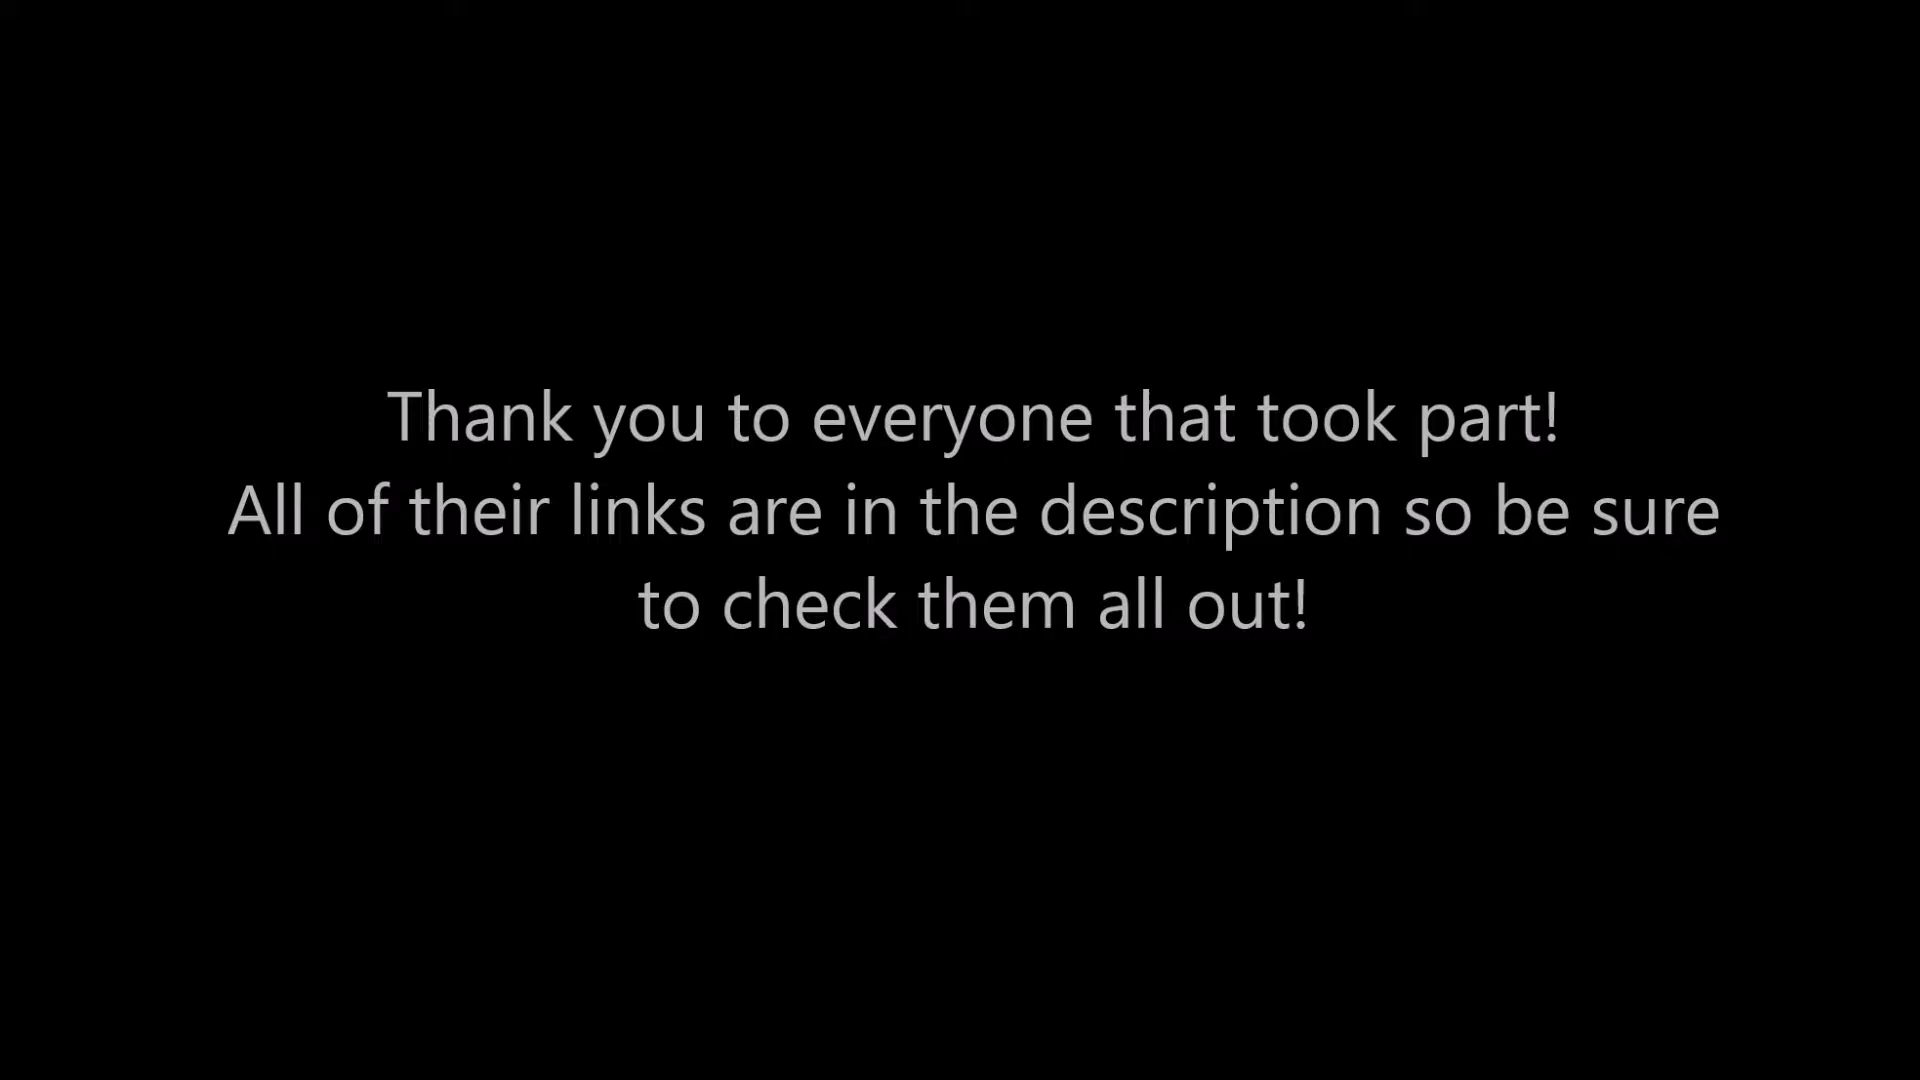 Thank you to everyone that took part!
All of their links are in the description so be sure
to check them all out!